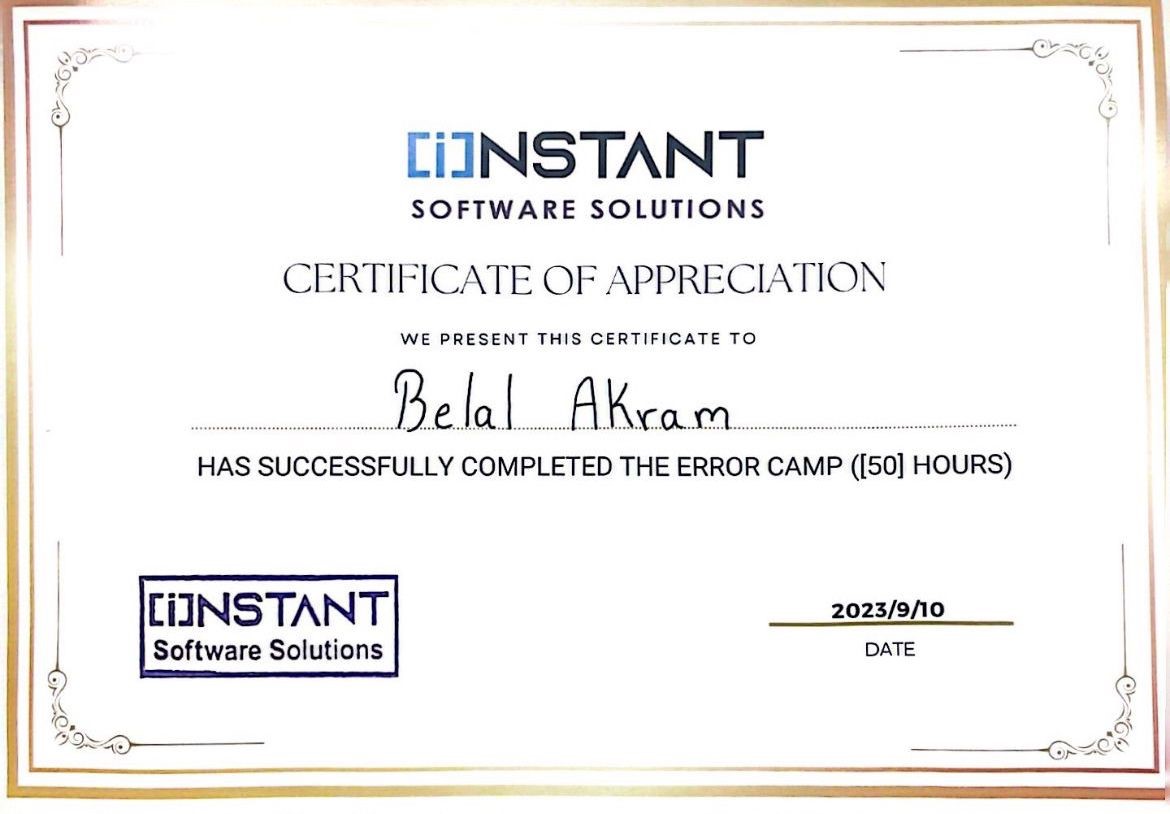 [i]NSTANT
SOFTWARE SOLUTIONS
CERTIFICATE OF APPRECIATION
WE PRESENT THIS CERTIFICATE TO
Belal Akram
HAS SUCCESSFULLY COMPLETED THE ERROR CAMP ([50] HOURS)
[i]NSTANT
Software Solutions
2023/9/10
DATE